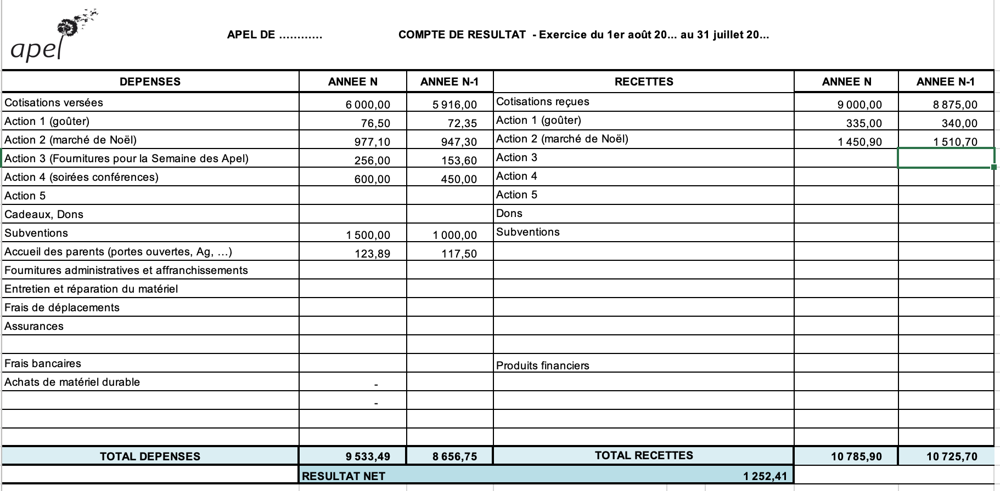 apel
APEL DE ............ COMPTE DE RESULTAT - Exercice du 1er août 20... au 31 juillet 20...
DEPENSES ANNEE N ANNEE N-1 RECETTES ANNEE N ANNEE N-1
Cotisations versées 6 000,00 5 916,00 Cotisations reçues 9 000,00 8 875,00
Action 1 (goûter) 76,50 72,35 Action 1 (goûter) 335,00 340,00
Action 2 (marché de Noël) 977,10 947,30 Action 2 (marché de Noël) 1 450,90 1 510,70
Action 3 (Fournitures pour la Semaine des Apel) 256,00 153,60 Action 3
Action 4 (soirées conférences) 600,00 450,00 Action 4
Action 5 Action 5
Cadeaux, Dons Dons
Subventions 1 500,00 1 000,00 Subventions
Accueil des parents (portes ouvertes, Ag, ...) 123,89 117,50
Fournitures administratives et affranchissements
Entretien et réparation du matériel
Frais de déplacements
Assurances
Frais bancaires Produits financiers
Achats de matériel durable -
-
TOTAL DEPENSES 9 533,49 8 656,75 TOTAL RECETTES 10 785,90 10 725,70
RESULTAT NET 1 252,41